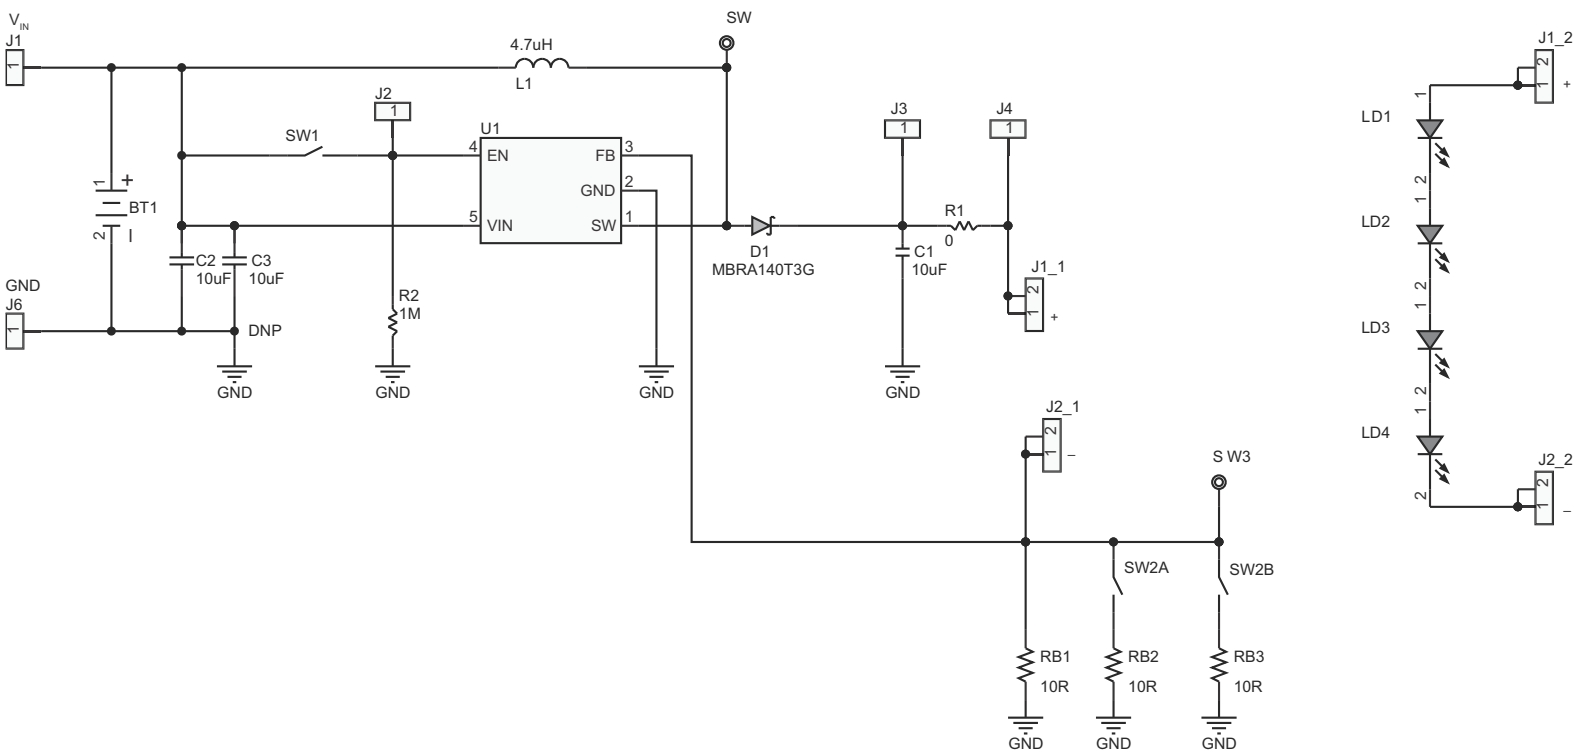 V_IN
J1
1
SW
4.7uH
L1
J2
1
SW1
U1
4
EN
FB
3
GND
2
5
VIN
SW
1
1
+
BT1
2
I
C2
10uF
C3
10uF
GND
J6
1
DNP
GND
R2
1M
GND
GND
D1
MBRA140T3G
J3
1
J4
1
R1
0
C1
10uF
GND
J1_1
2
1
+
J2_1
2
1
–
S W3
SW2A
SW2B
RB1
10R
GND
RB2
10R
GND
RB3
10R
GND
J1_2
2
1
+
1
LD1
2
1
LD2
2
1
LD3
2
1
LD4
2
J2_2
2
1
–